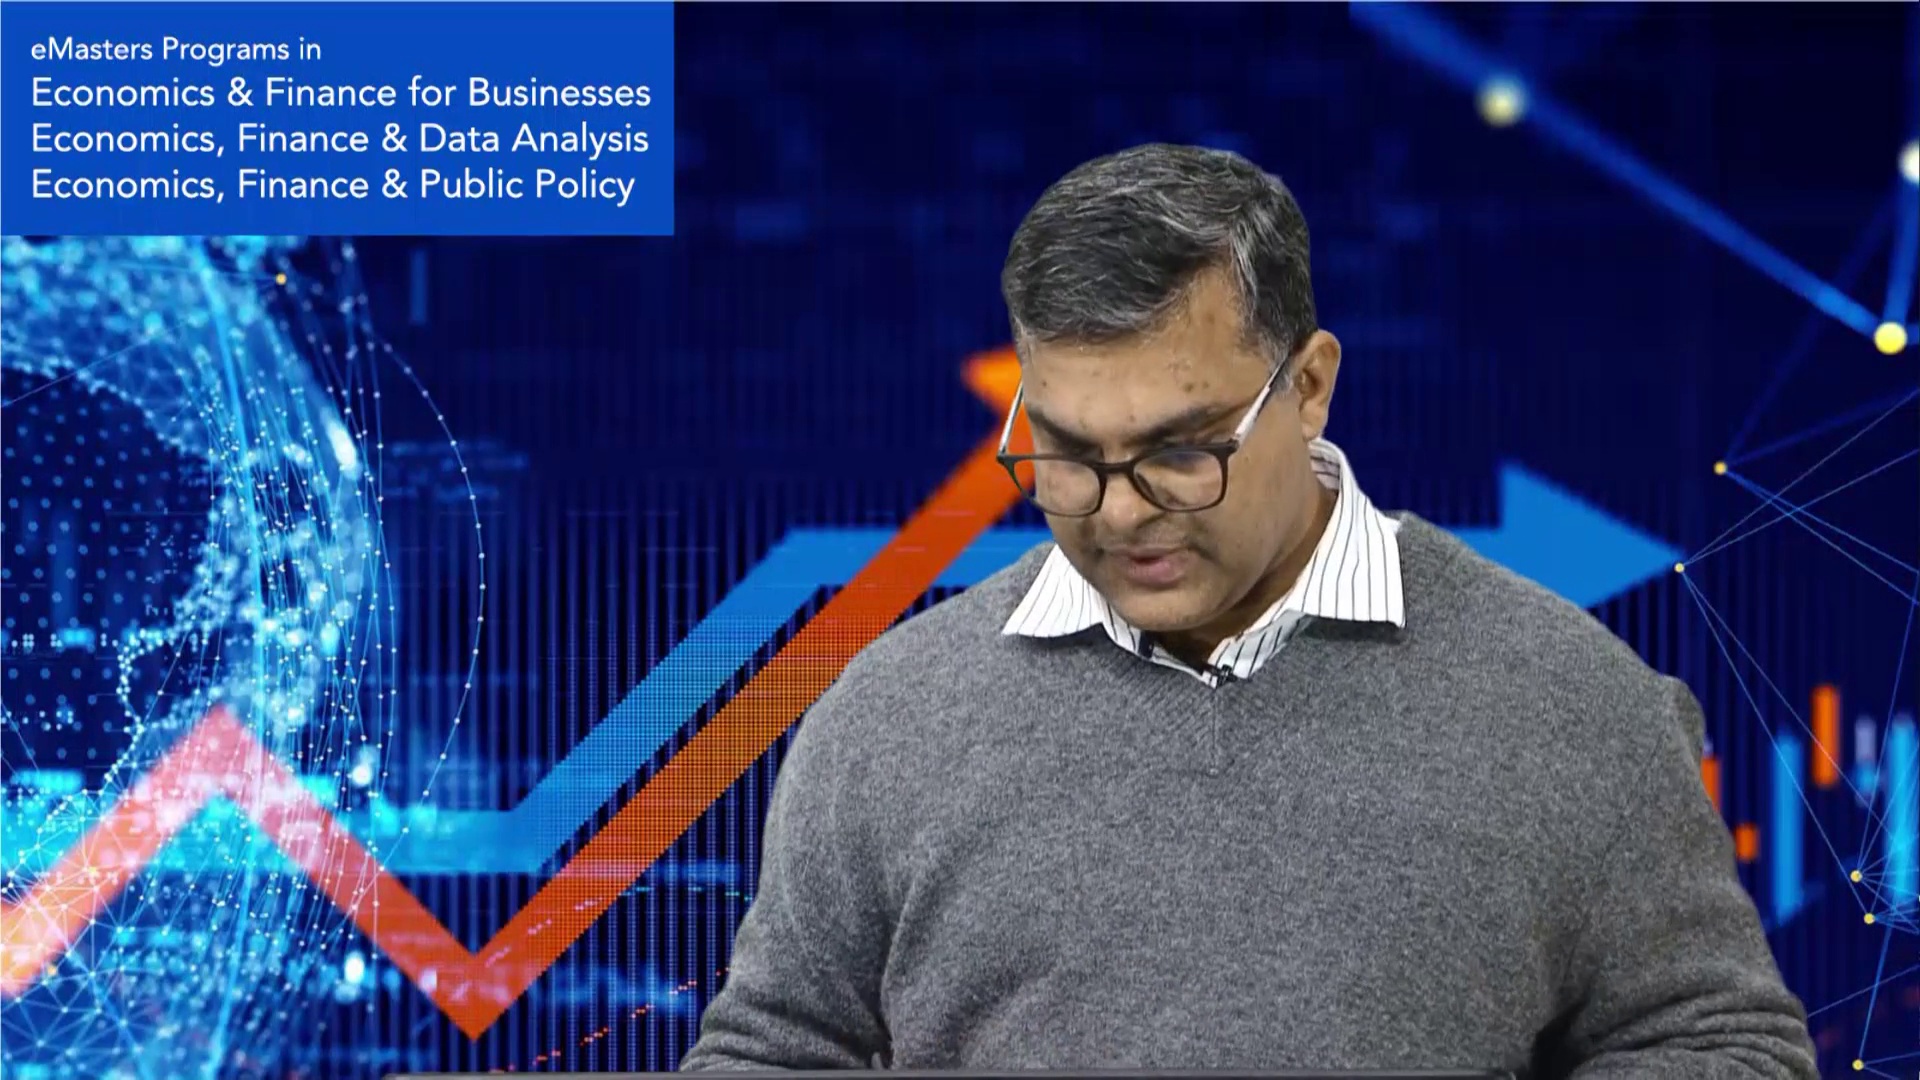 eMasters Programs in
Economics & Finance for Businesses
Economics, Finance & Data Analysis
Economics, Finance & Public Policy